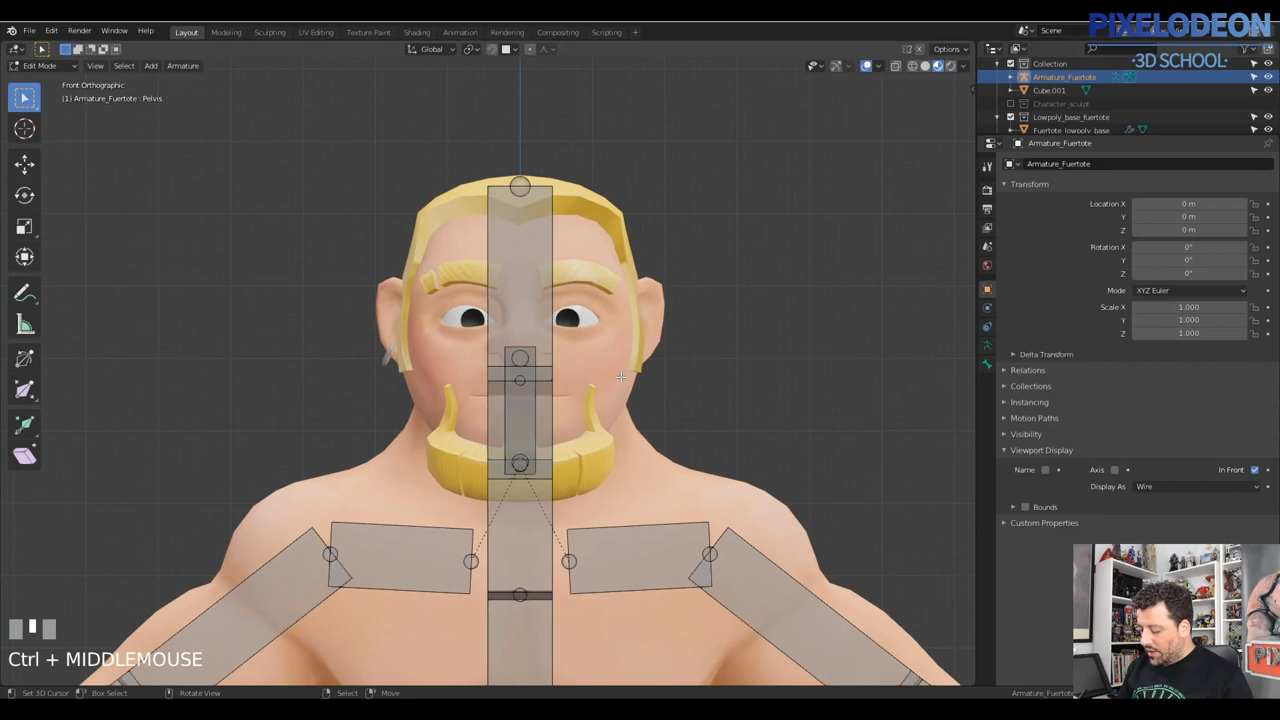 PIXELODEON
·3D SCHOOL·
File Edit Render Window Help
Layout Modeling Sculpting UV Editing Texture Paint Shading Animation Rendering Compositing Scripting +
Scene
Global
Options
Edit Mode View Select Add Armature
Collection
Armature_Fuertote
Cube.001
Character_sculpt
Lowpoly_base_fuertote
Fuertote_lowpoly_base
Front Orthographic
(1) Armature_Fuertote : Pelvis
Armature_Fuertote
Armature_Fuertote
Transform
Location X 0 m
Y 0 m
Z 0 m
Rotation X 0°
Y 0°
Z 0°
Mode XYZ Euler
Scale X 1.000
Y 1.000
Z 1.000
Delta Transform
Relations
Collections
Instancing
Motion Paths
Visibility
Viewport Display
Name Axis In Front
Display As Wire
Bounds
Custom Properties
Ctrl + MIDDLEMOUSE
Set 3D Cursor Box Select Rotate View Select Move
Armature_Fuertote